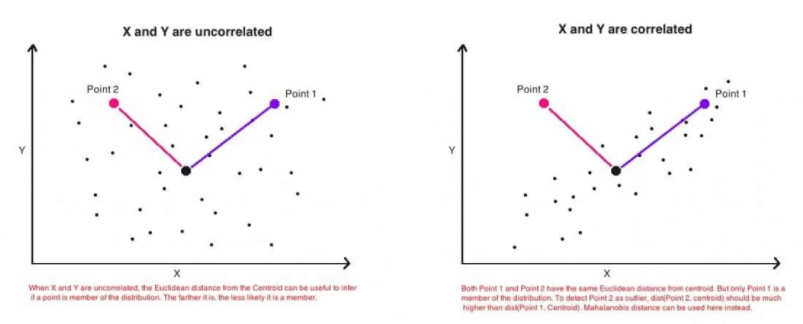 X and Y are uncorrelated
Point 2
Point 1
Y
X
When X and Y are uncorrelated, the Euclidean distance from the Centroid can be useful to infer
if a point is member of the distribution. The farther it is, the less likely it is a member.
X and Y are correlated
Point 2
Point 1
Y
X
Both Point 1 and Point 2 have the same Euclidean distance from centroid. But only Point 1 is a
member of the distribution. To detect Point 2 as outlier, dist(Point 2, centroid) should be much
higher than dist(Point 1, Centroid). Mahalanobis distance can be used here instead.